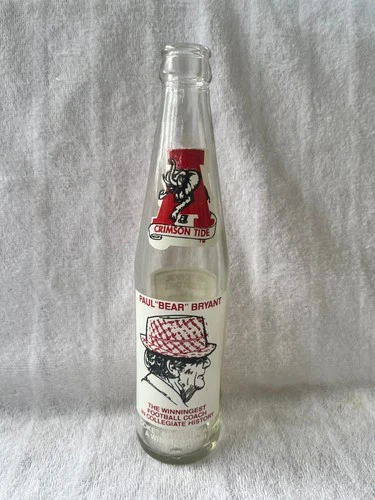 A
CRIMSON TIDE
PAUL "BEAR" BRYANT
THE WINNINGEST
FOOTBALL COACH
IN COLLEGIATE HISTORY